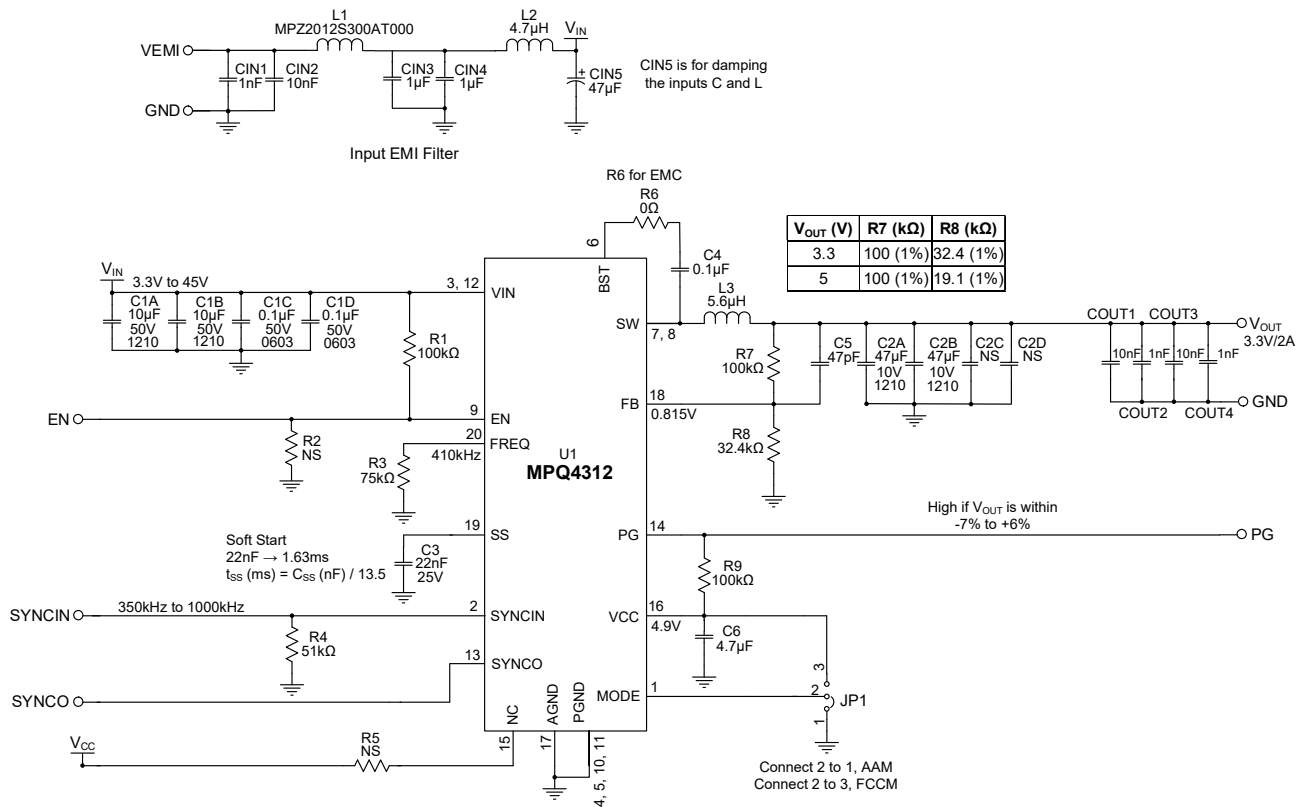 L1
MPZ2012S300AT000
L2
4.7µH
VIN
VEMI
CIN1
1nF
CIN2
10nF
CIN3
1µF
CIN4
1µF
+
CIN5
47µF
CIN5 is for damping
the inputs C and L
GND
Input EMI Filter
R6 for EMC
R6
0Ω
VOUT (V) R7 (kΩ) R8 (kΩ)
3.3 100 (1%) 32.4 (1%)
5 100 (1%) 19.1 (1%)
6
BST
C4
0.1µF
VIN
3.3V to 45V
3, 12
VIN
C1A
10µF
50V
1210
C1B
10µF
50V
1210
C1C
0.1µF
50V
0603
C1D
0.1µF
50V
0603
R1
100kΩ
SW
7, 8
L3
5.6µH
R7
100kΩ
C5
47pF
C2A
47µF
10V
1210
C2B
47µF
10V
1210
C2C
NS
C2D
NS
COUT1
COUT3
10nF
1nF
10nF
1nF
COUT2
COUT4
VOUT
3.3V/2A
GND
EN
9
EN
R2
NS
20
FREQ
410kHz
R3
75kΩ
U1
MPQ4312
FB
18
0.815V
R8
32.4kΩ
Soft Start
22nF → 1.63ms
tSS (ms) = CSS (nF) / 13.5
19
SS
C3
22nF
25V
PG
14
High if VOUT is within
-7% to +6%
PG
R9
100kΩ
SYNCIN
350kHz to 1000kHz
2
SYNCIN
R4
51kΩ
VCC
16
4.9V
C6
4.7µF
13
SYNCO
SYNCO
MODE
1
3
2
1
JP1
VCC
R5
NS
NC
15
AGND
17
PGND
4, 5, 10, 11
Connect 2 to 1, AAM
Connect 2 to 3, FCCM